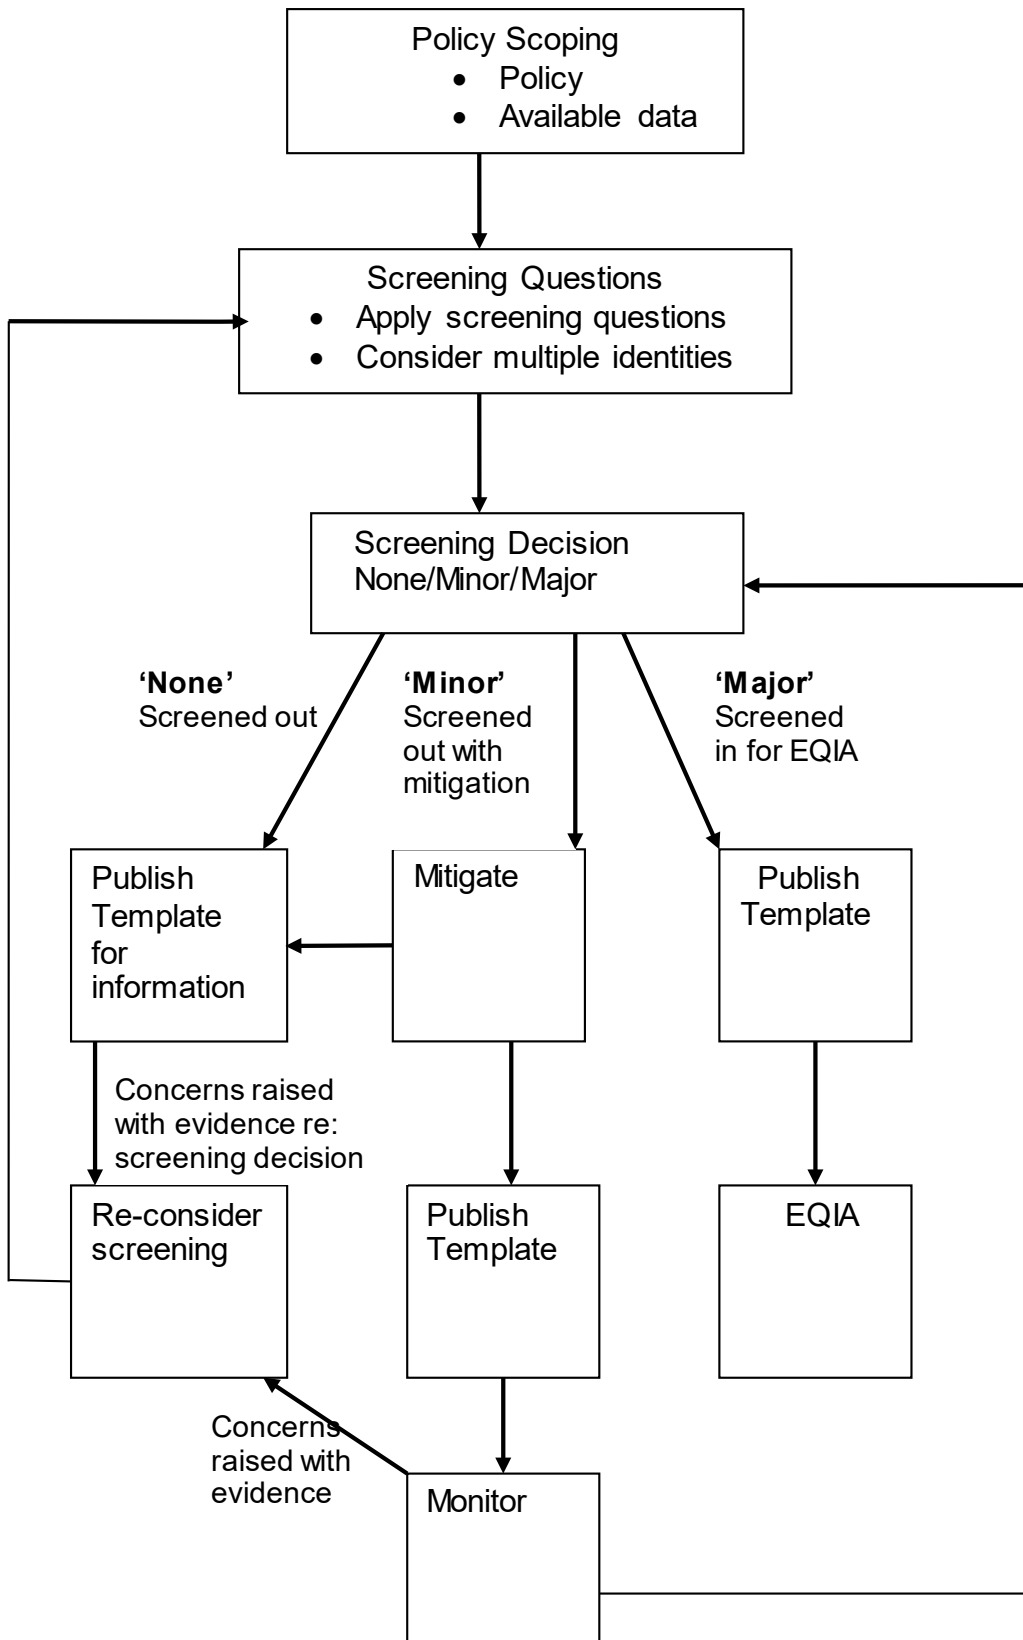 Policy Scoping
• Policy
• Available data
Screening Questions
• Apply screening questions
• Consider multiple identities
Screening Decision
None/Minor/Major
‘None’
Screened out
‘Minor’
Screened
out with
mitigation
‘Major’
Screened
in for EQIA
Publish
Template
for
information
Mitigate
Publish
Template
Concerns raised
with evidence re:
screening decision
Re-consider
screening
Publish
Template
EQIA
Concerns
raised with
evidence
Monitor